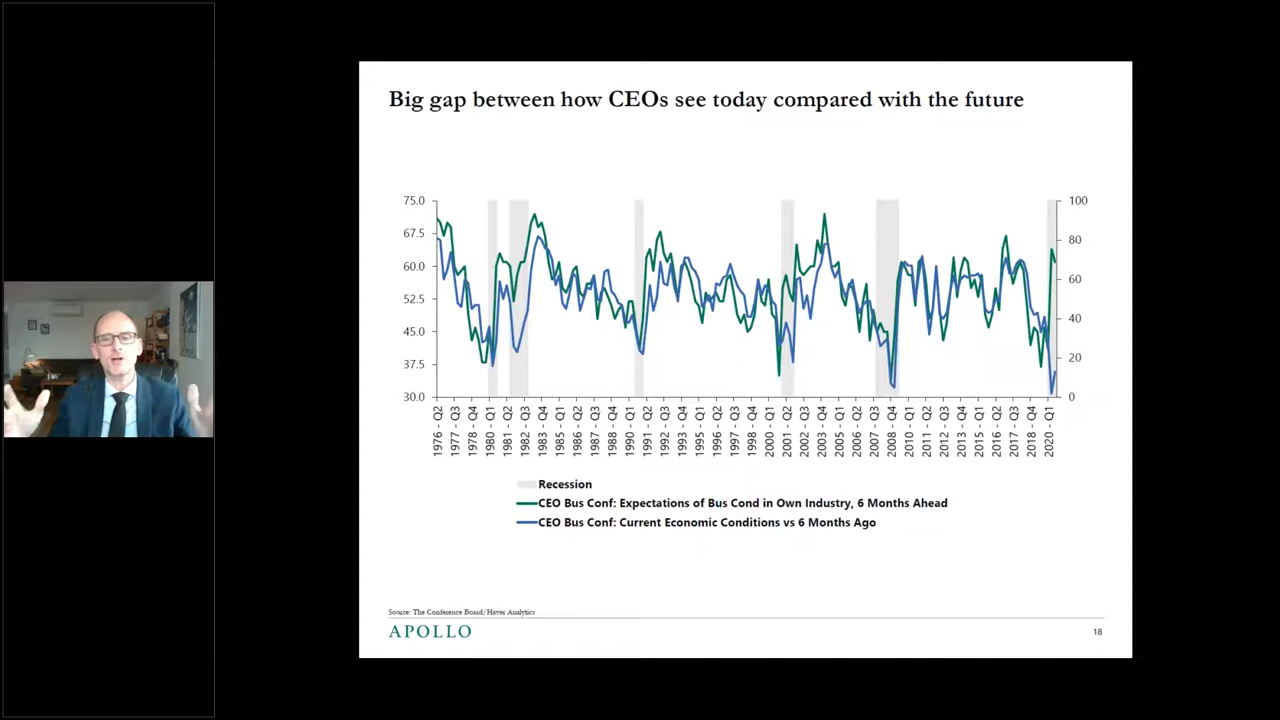 Big gap between how CEOs see today compared with the future
75.0
67.5
60.0
52.5
45.0
37.5
30.0
100
80
60
40
20
0
1976 - Q2
1977 - Q3
1978 - Q4
1980 - Q1
1981 - Q2
1982 - Q3
1983 - Q4
1985 - Q1
1986 - Q2
1987 - Q3
1988 - Q4
1990 - Q1
1991 - Q2
1992 - Q3
1993 - Q4
1995 - Q1
1996 - Q2
1997 - Q3
1998 - Q4
2000 - Q1
2001 - Q2
2002 - Q3
2003 - Q4
2005 - Q1
2006 - Q2
2007 - Q3
2008 - Q4
2010 - Q1
2011 - Q2
2012 - Q3
2013 - Q4
2015 - Q1
2016 - Q2
2017 - Q3
2018 - Q4
2020 - Q1
Recession
CEO Bus Conf: Expectations of Bus Cond in Own Industry, 6 Months Ahead
CEO Bus Conf: Current Economic Conditions vs 6 Months Ago
Source: The Conference Board/Haver Analytics
APOLLO
18